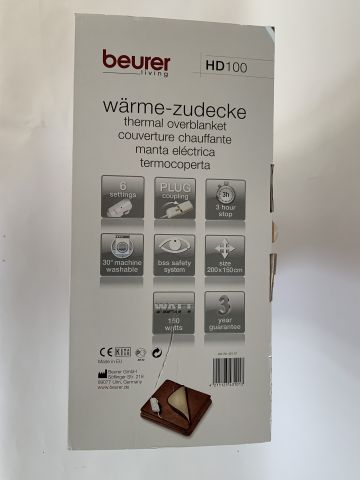 beurer
living
HD100
wärme-zudecke
thermal overblanket
couverture chauffante
manta eléctrica
termocoperta
6
settings
PLUG
coupling
3h
3 hour
stop
30° machine
washable
bss safety
system
size
200x150cm
WATT
150
watts
3
year
guarantee
CE
Made in EU
Beurer GmbH
Söflinger Str. 218
89077 Ulm, Germany
www.beurer.de